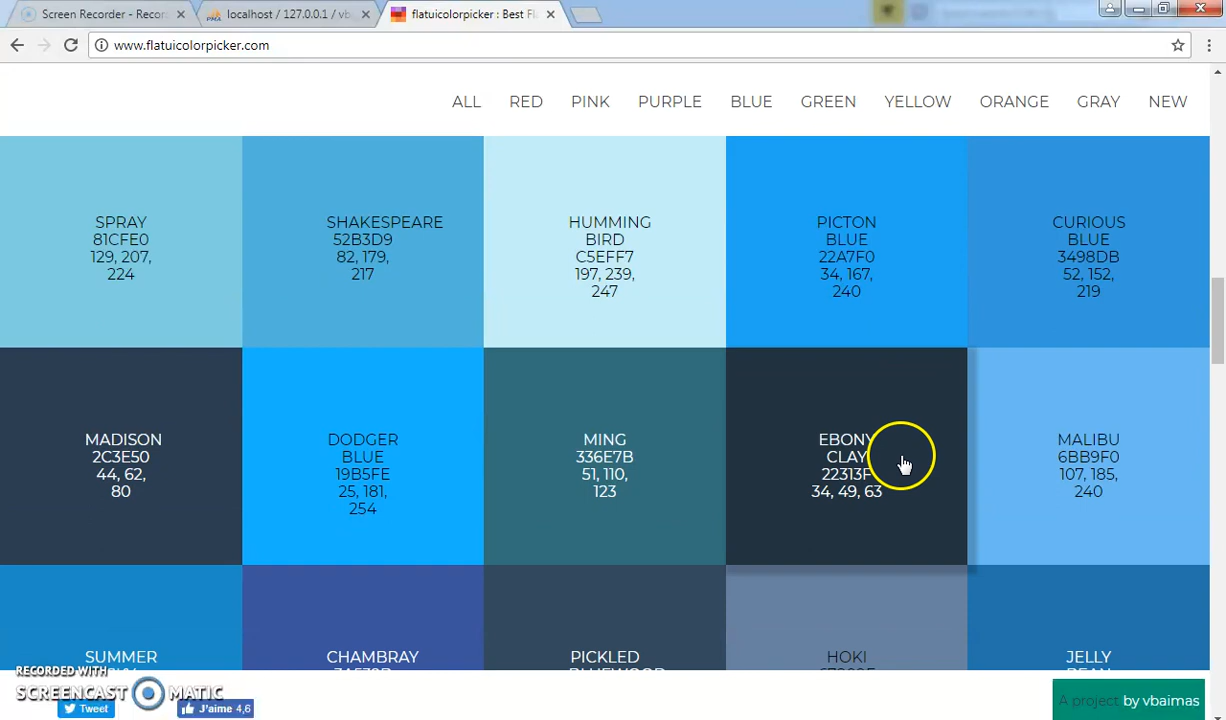 Screen Recorder - Recor
localhost / 127.0.0.1 / vb
flatuicolorpicker : Best Fl
www.flatuicolorpicker.com
ALL RED PINK PURPLE BLUE GREEN YELLOW ORANGE GRAY NEW
SPRAY
81CFE0
129, 207,
224
SHAKESPEARE
52B3D9
82, 179,
217
HUMMING
BIRD
C5EFF7
197, 239,
247
PICTON
BLUE
22A7F0
34, 167,
240
CURIOUS
BLUE
3498DB
52, 152,
219
MADISON
2C3E50
44, 62,
80
DODGER
BLUE
19B5FE
25, 181,
254
MING
336E7B
51, 110,
123
EBONY
CLAY
22313F
34, 49, 63
MALIBU
6BB9F0
107, 185,
240
SUMMER
CHAMBRAY
PICKLED
BLUEWOOD
HOKI
JELLY
BEAN
RECORDED WITH
SCREENCAST MATIC
Tweet
J'aime 4,6
A project by vbaimas